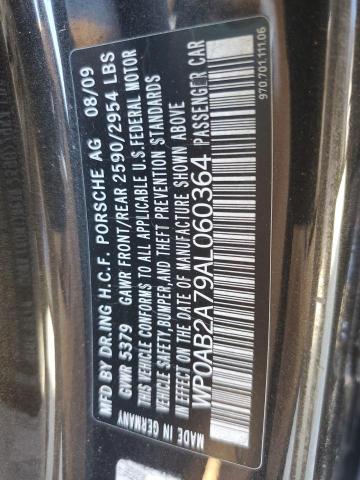 MFD BY DR.ING H.C.F. PORSCHE AG 08/09
GVWR 5379 GAWR FRONT/REAR 2590/2954 LBS
THIS VEHICLE CONFORMS TO ALL APPLICABLE U.S.FEDERAL MOTOR
VEHICLE SAFETY,BUMPER,AND THEFT PREVENTION STANDARDS
IN EFFECT ON THE DATE OF MANUFACTURE SHOWN ABOVE
WP0AB2A79AL060364 PASSENGER CAR
MADE IN GERMANY
970.701.111.06